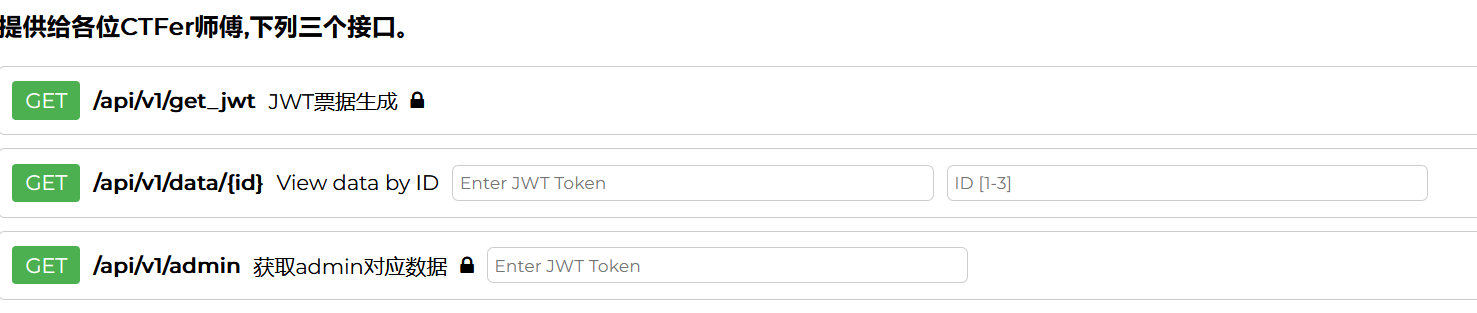 提供给各位CTFer师傅,下列三个接口。
GET /api/v1/get_jwt JWT票据生成
GET /api/v1/data/{id} View data by ID Enter JWT Token ID [1-3]
GET /api/v1/admin 获取admin对应数据 Enter JWT Token